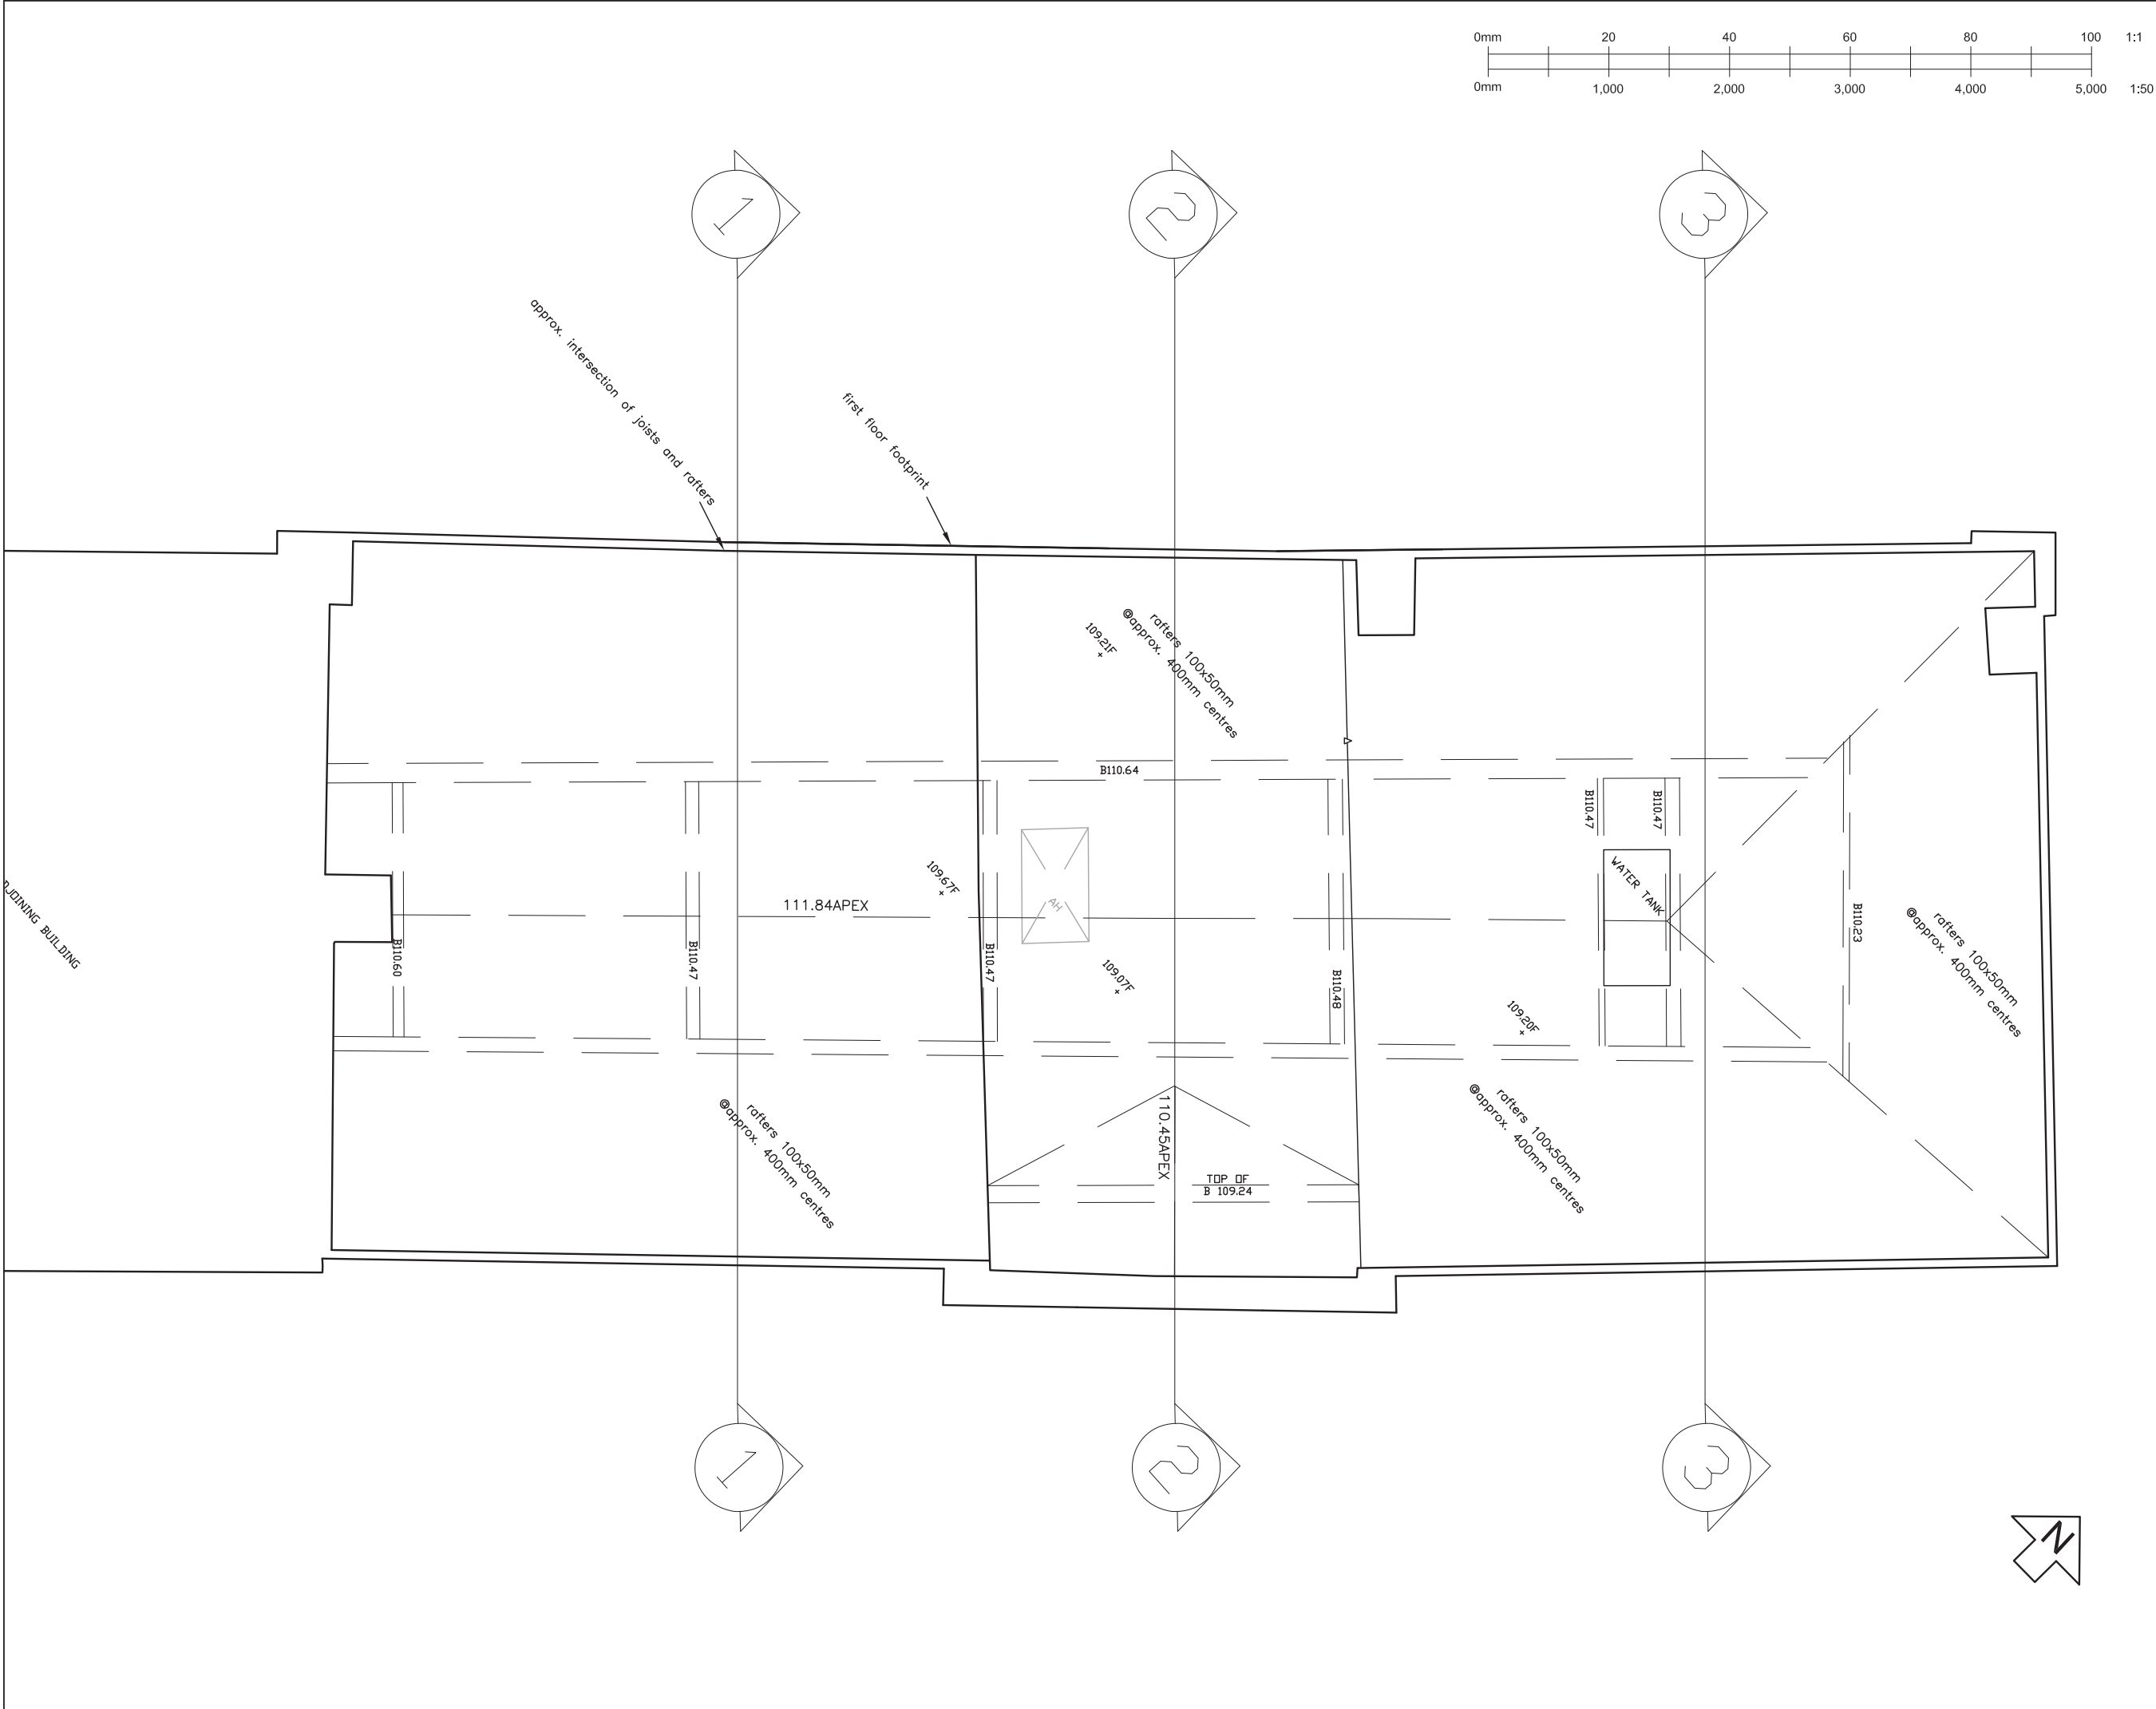 0mm 20 40 60 80 100 1:1
0mm 1,000 2,000 3,000 4,000 5,000 1:50
1
2
3
approx. intersection of joists and rafters
first floor footprint
109.21F
rafters 100x50mm
@approx. 400mm centres
B110.64
B110.47
B110.47
WATER TANK
109.67F
111.84APEX
AH
B110.60
B110.47
B110.47
B110.48
B110.23
rafters 100x50mm
@approx. 400mm centres
DJOINING BUILDING
109.07F
109.20F
rafters 100x50mm
@approx. 400mm centres
110.45APEX
rafters 100x50mm
@approx. 400mm centres
TOP OF
B 109.24
1
2
3
N